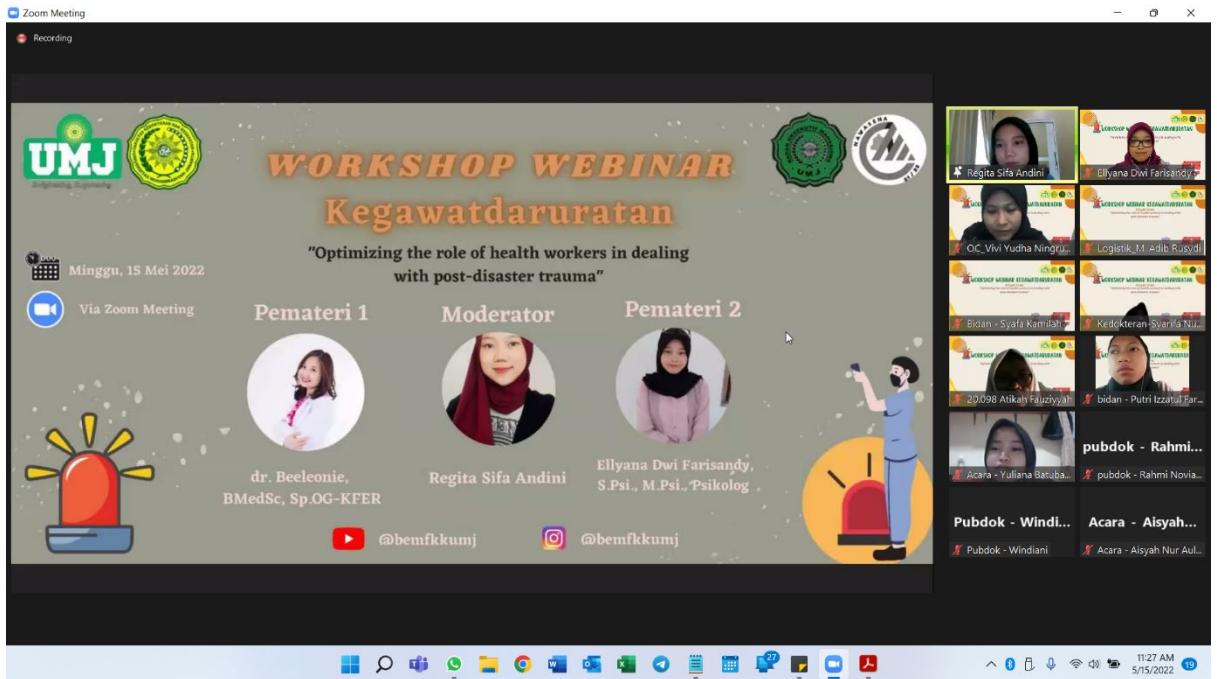 Zoom Meeting
Recording
UMJ
WORKSHOP WEBINAR
Kegawatdaruratan
"Optimizing the role of health workers in dealing
with post-disaster trauma"
Minggu, 15 Mei 2022
Via Zoom Meeting
Pemateri 1
Moderator
Pemateri 2
dr. Beeleonie,
BMedSc, Sp.OG-KFER
Regita Sifa Andini
Ellyana Dwi Farisandy,
S.Psi., M.Psi., Psikolog
@bemfkkumj
@bemfkkumj
Regita Sifa Andini
Ellyana Dwi Farisandy
OC_Vivi Yudha Ningru...
Logistik_M. Adib Rusydi
Bidan - Syafa Kamilah
Kedokteran-Syarifa Nu...
20.098 Atikah Fauziyyah
bidan - Putri Izzatul Far...
Acara - Yuliana Batuba...
pubdok - Rahmi...
pubdok - Rahmi Novia...
Pubdok - Windi...
Pubdok - Windiani
Acara - Aisyah...
Acara - Aisyah Nur Aul...
27
11:27 AM
5/15/2022
19